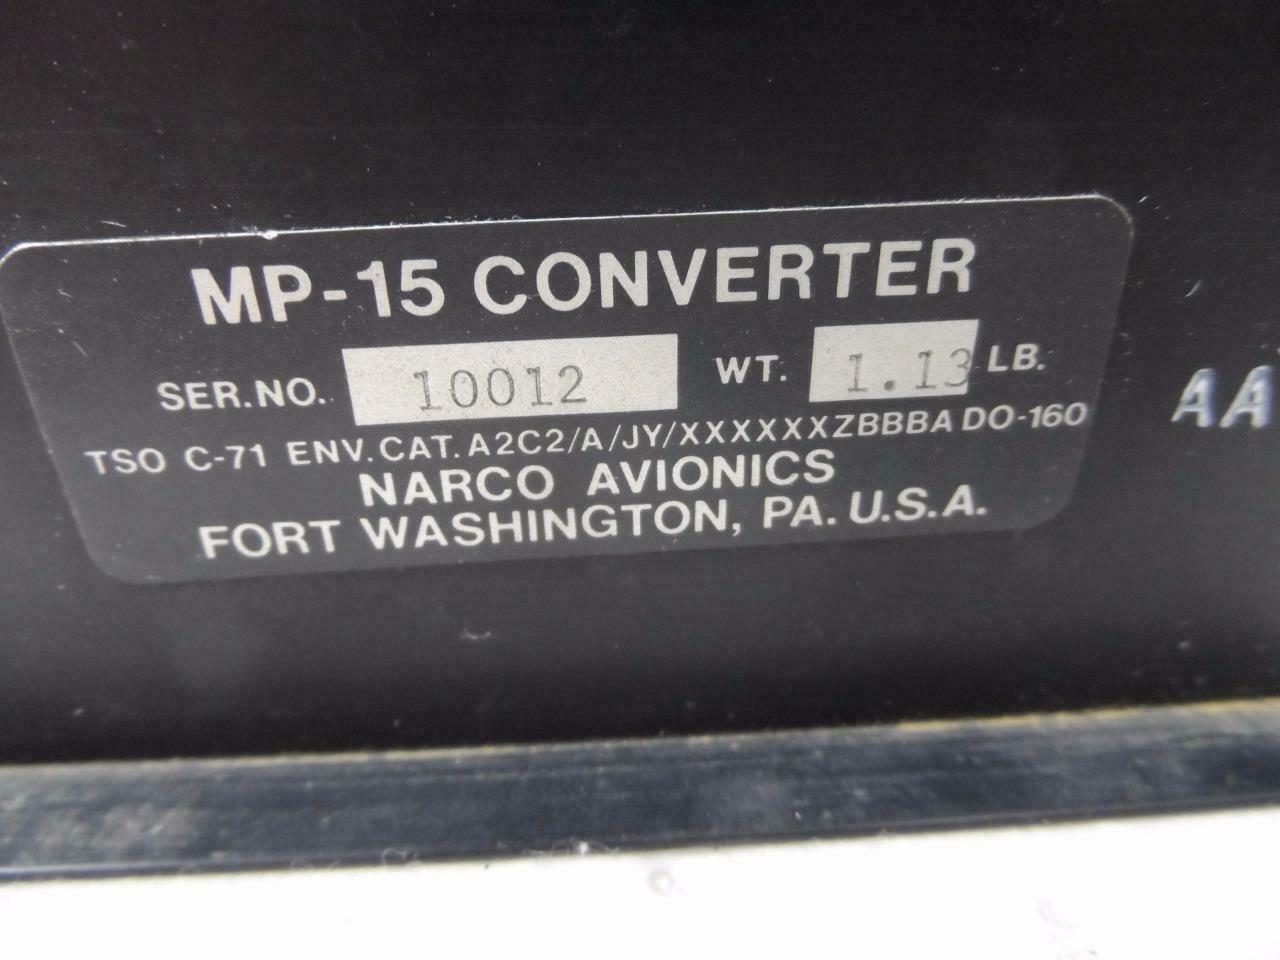 MP-15 CONVERTER
SER.NO. 10012 WT. 1.13 LB.
TSO C-71 ENV.CAT. A2C2/A/JY/XXXXXXZBBBA DO-160
NARCO AVIONICS
FORT WASHINGTON, PA. U.S.A.
AA